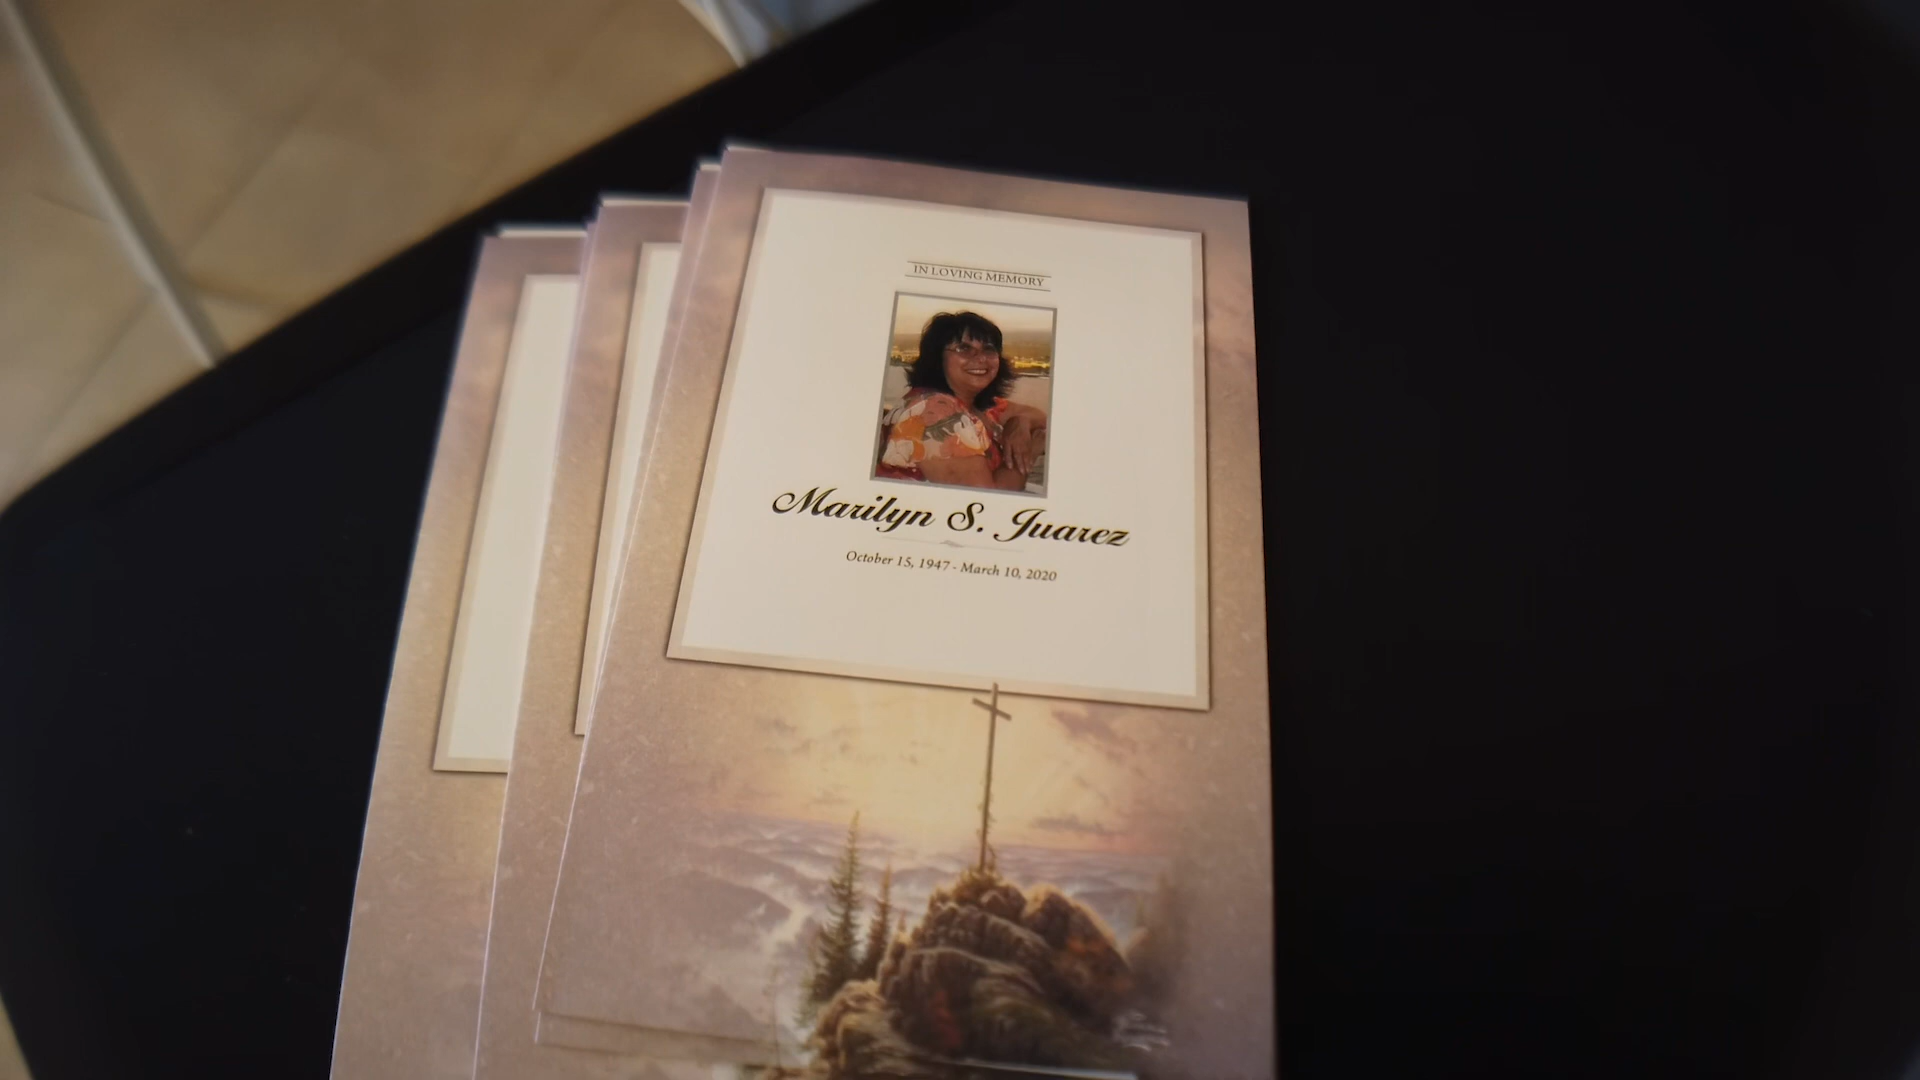 IN LOVING MEMORY
Marilyn S. Juarez
October 15, 1947 - March 10, 2020